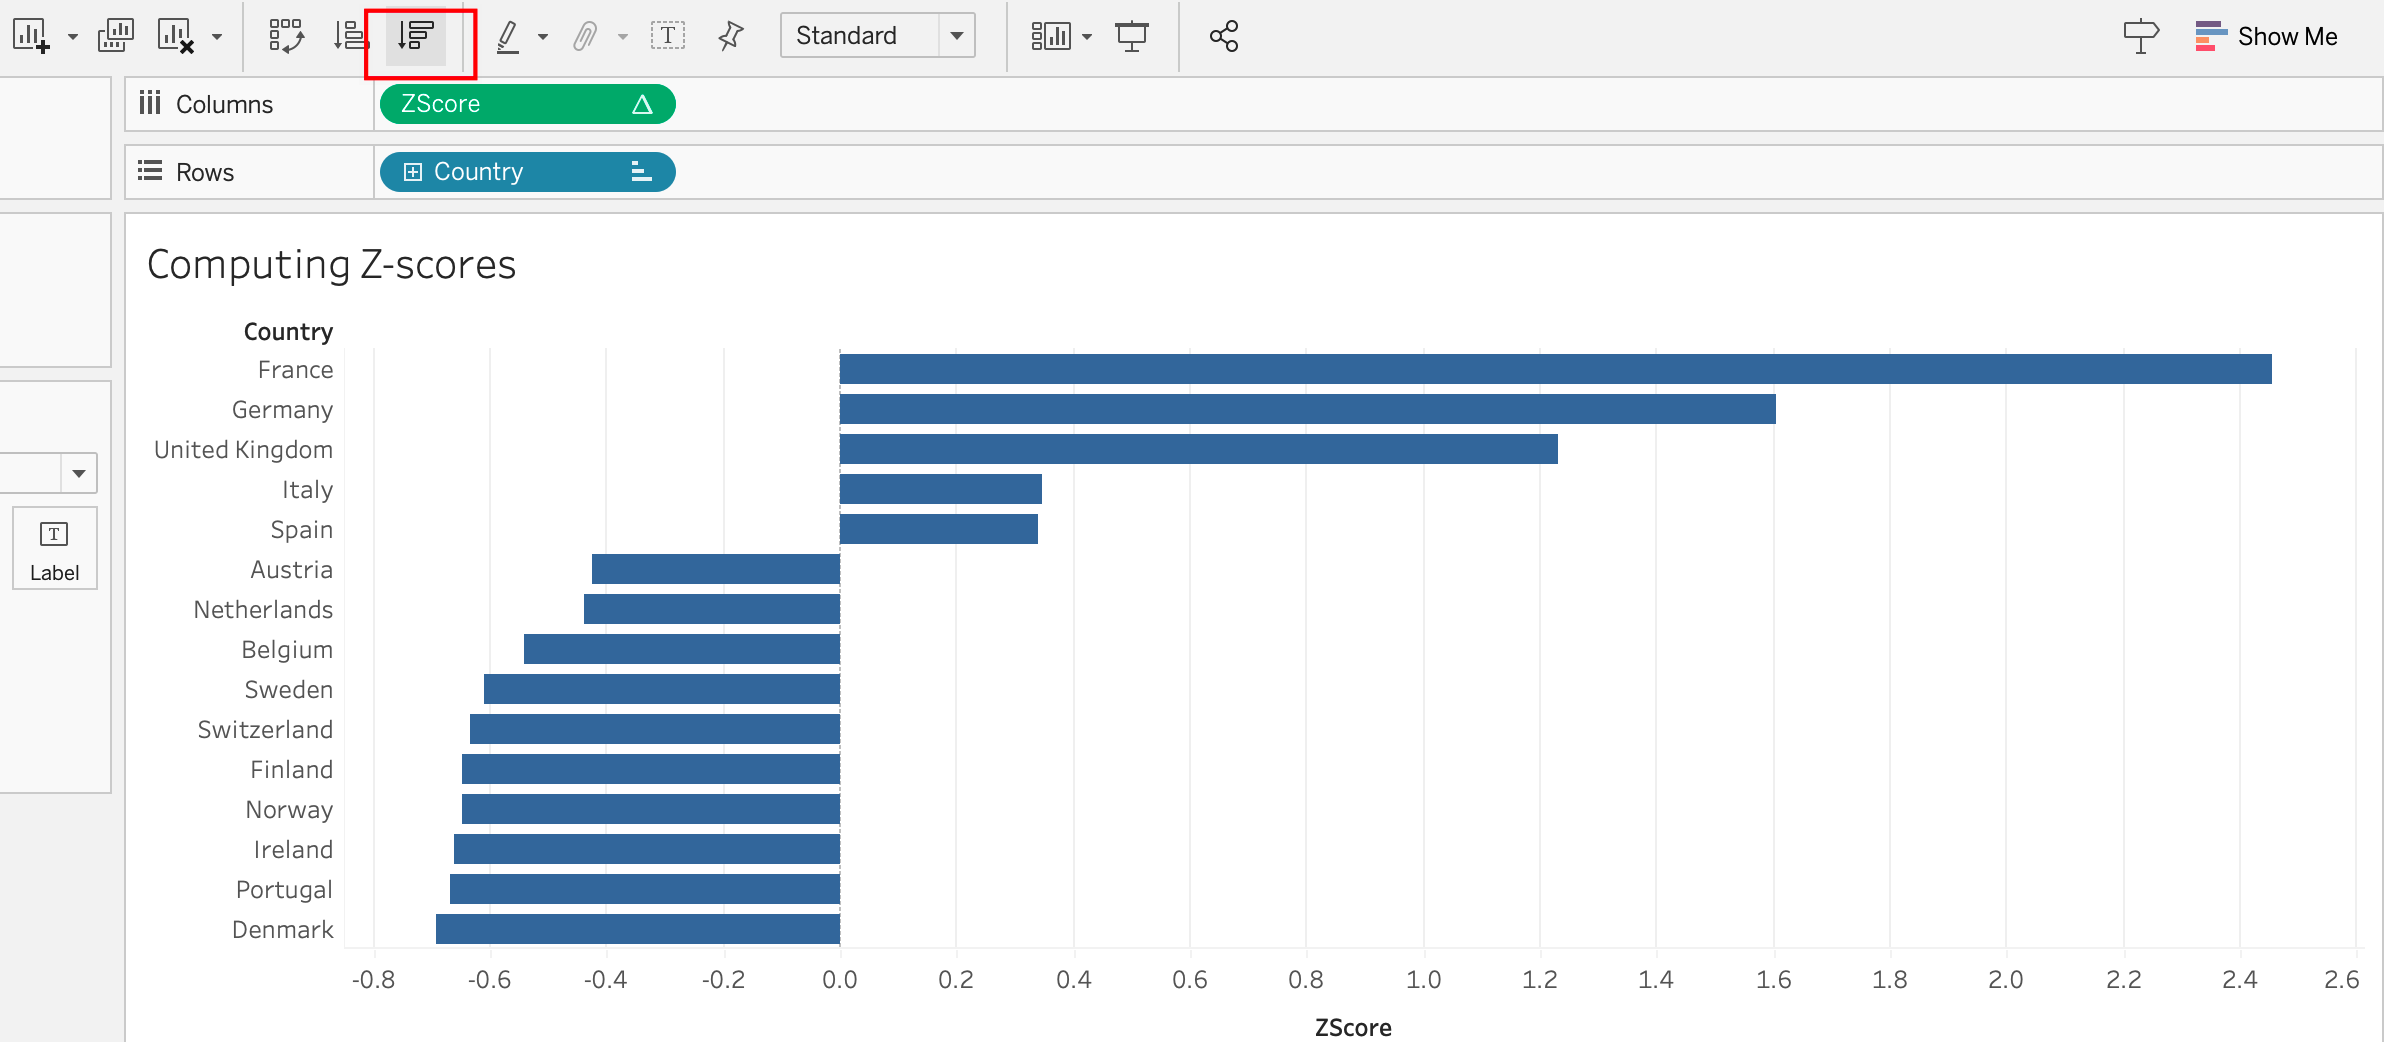 T
Standard
Show Me
Columns
ZScore
Rows
Country
Computing Z-scores
Country
France
Germany
United Kingdom
Italy
Spain
T
Label
Austria
Netherlands
Belgium
Sweden
Switzerland
Finland
Norway
Ireland
Portugal
Denmark
-0.8 -0.6 -0.4 -0.2 0.0 0.2 0.4 0.6 0.8 1.0 1.2 1.4 1.6 1.8 2.0 2.2 2.4 2.6
ZScore